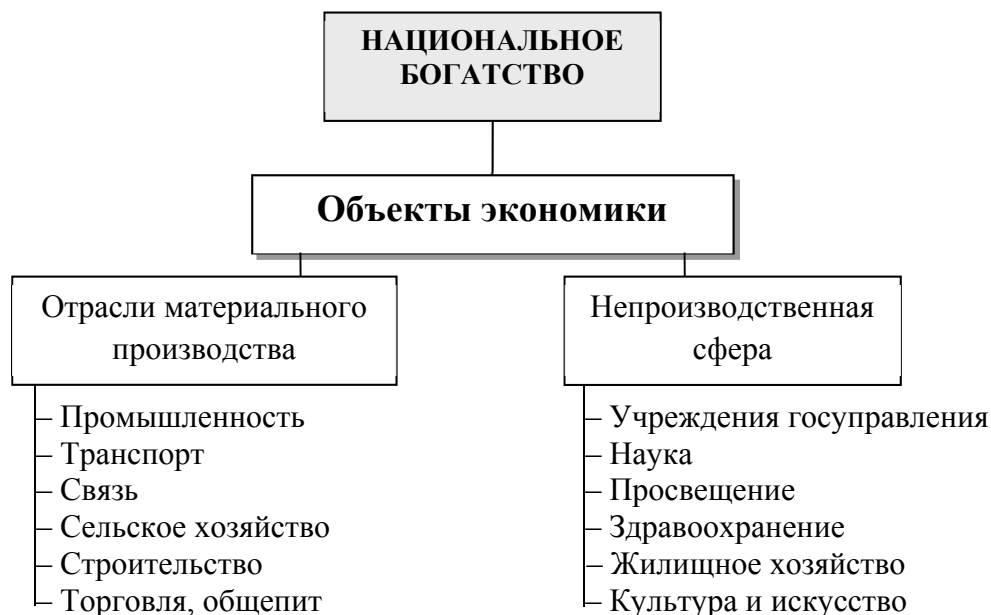 НАЦИОНАЛЬНОЕ
БОГАТСТВО
Объекты экономики
Отрасли материального
производства
– Промышленность
– Транспорт
– Связь
– Сельское хозяйство
– Строительство
– Торговля, общепит
Непроизводственная
сфера
– Учреждения госуправления
– Наука
– Просвещение
– Здравоохранение
– Жилищное хозяйство
– Культура и искусство